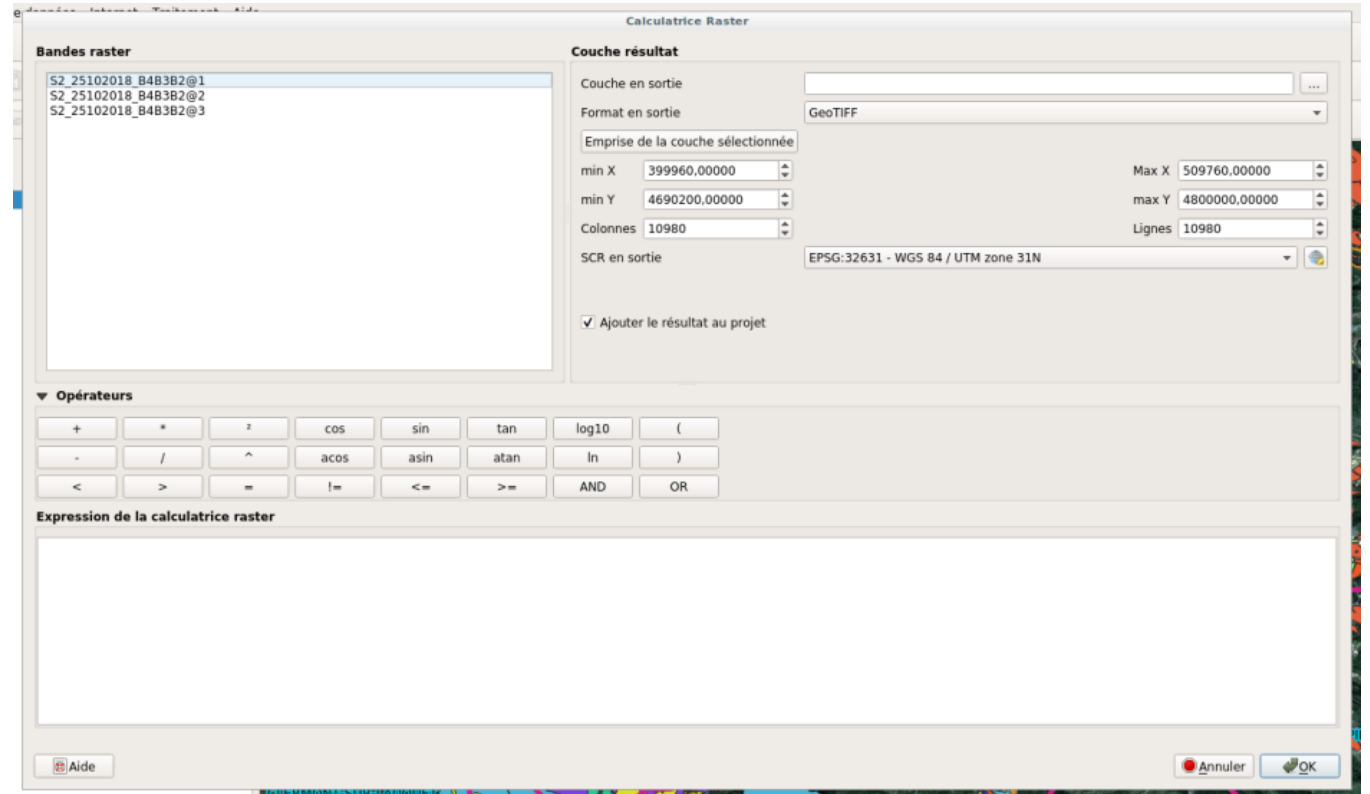 Calculatrice Raster
Bandes raster
S2_25102018_B4B3B2@1
S2_25102018_B4B3B2@2
S2_25102018_B4B3B2@3
Couche résultat
Couche en sortie ...
Format en sortie GeoTIFF
Emprise de la couche sélectionnée
min X 399960,00000 Max X 509760,00000
min Y 4690200,00000 max Y 4800000,00000
Colonnes 10980 Lignes 10980
SCR en sortie EPSG:32631 - WGS 84 / UTM zone 31N
Ajouter le résultat au projet
Opérateurs
+ * ² cos sin tan log10 (
- / ^ acos asin atan ln )
< > = != <= >= AND OR
Expression de la calculatrice raster
Aide Annuler OK